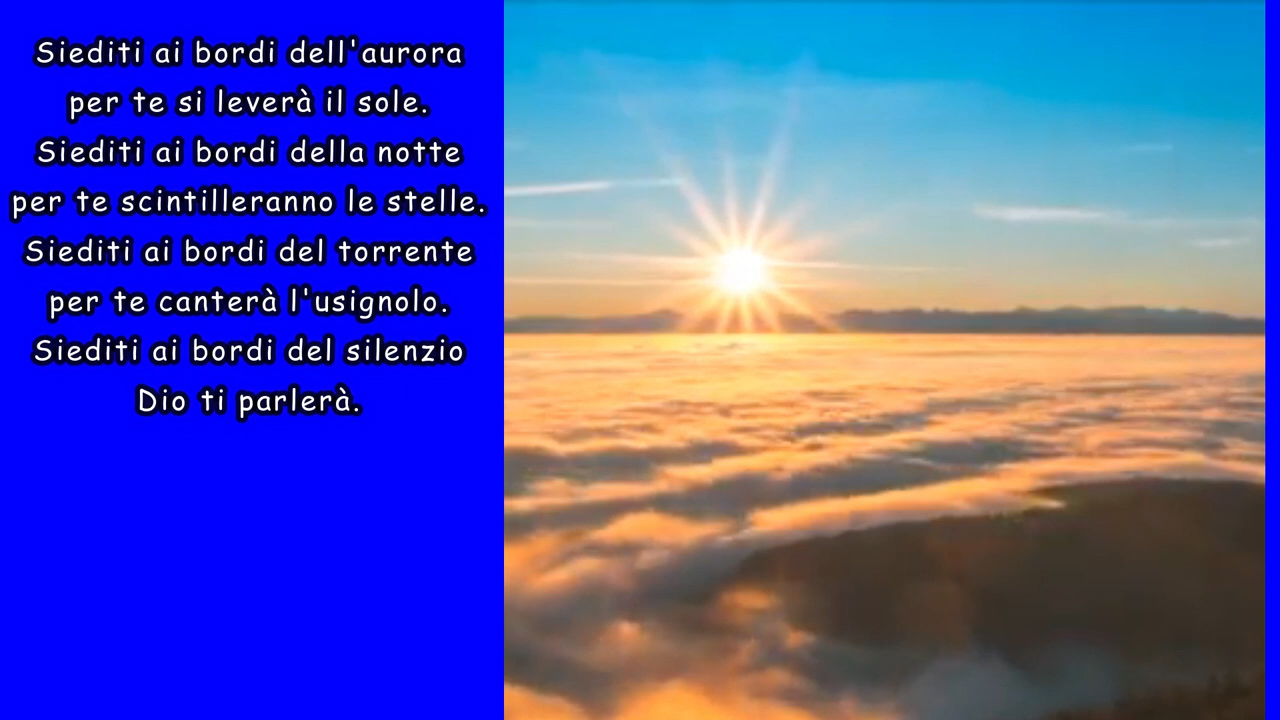 Siediti ai bordi dell'aurora
per te si leverà il sole.
Siediti ai bordi della notte
per te scintilleranno le stelle.
Siediti ai bordi del torrente
per te canterà l'usignolo.
Siediti ai bordi del silenzio
Dio ti parlerà.